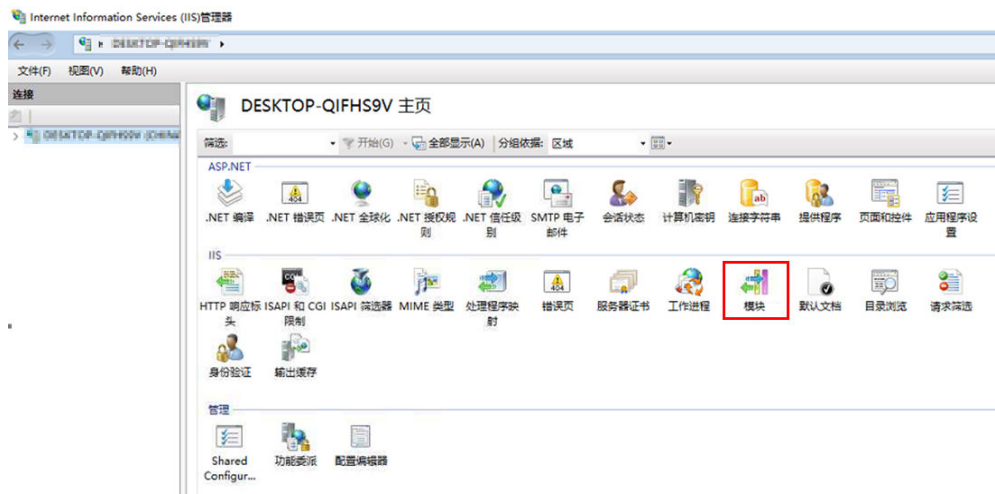 Internet Information Services (IIS)管理器
文件(F) 视图(V) 帮助(H)
连接
DESKTOP-QIFHS9V 主页
筛选: 开始(G) 全部显示(A) 分组依据: 区域
ASP.NET
.NET 编译 .NET 错误页 .NET 全球化 .NET 授权规 .NET 信任级 SMTP 电子 会话状态 计算机密钥 连接字符串 提供程序 页面和控件 应用程序设
则 别 邮件 置
IIS
HTTP 响应标 ISAPI 和 CGI ISAPI 筛选器 MIME 类型 处理程序映 错误页 服务器证书 工作进程 模块 默认文档 目录浏览 请求筛选
头 限制 射
身份验证 输出缓存
管理
Shared 功能委派 配置编辑器
Configur...